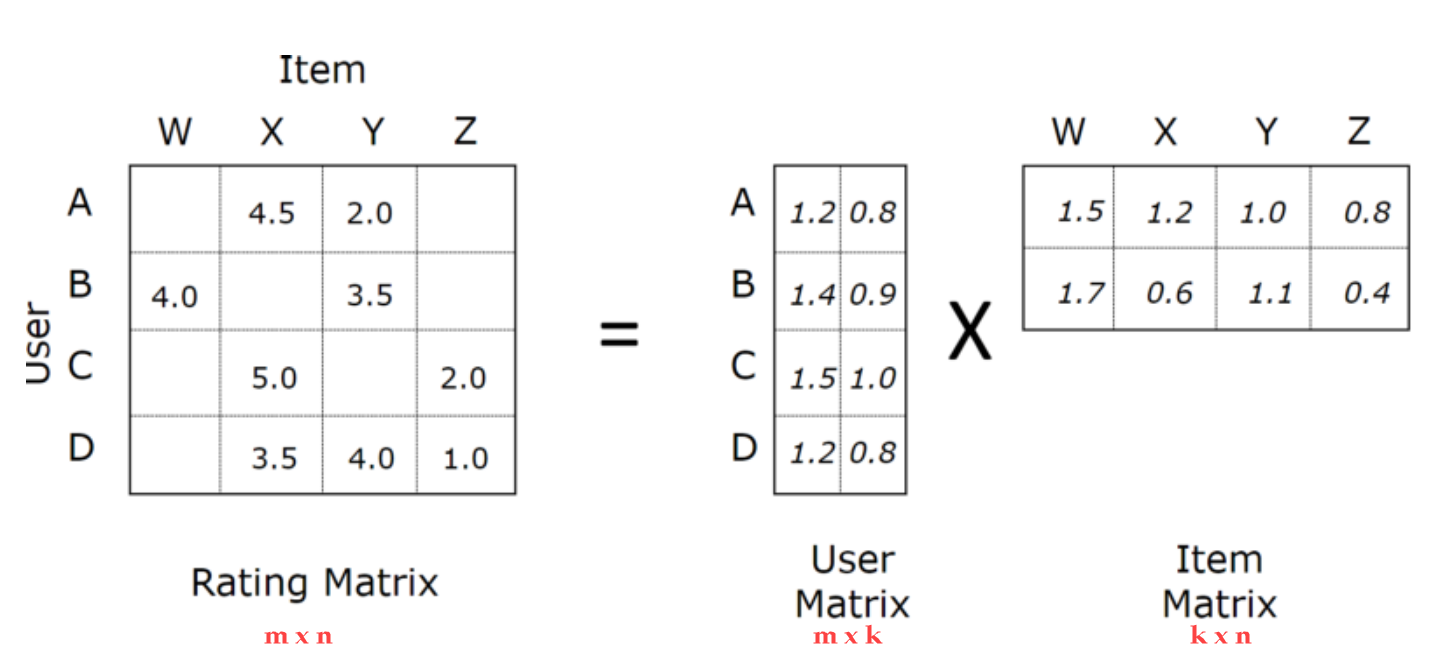 Item
W X Y Z
A 4.5 2.0
B 4.0 3.5
C 5.0 2.0
D 3.5 4.0 1.0
User
Rating Matrix
m x n
=
A 1.2 0.8
B 1.4 0.9
C 1.5 1.0
D 1.2 0.8
User
Matrix
m x k
X
W X Y Z
1.5 1.2 1.0 0.8
1.7 0.6 1.1 0.4
Item
Matrix
k x n